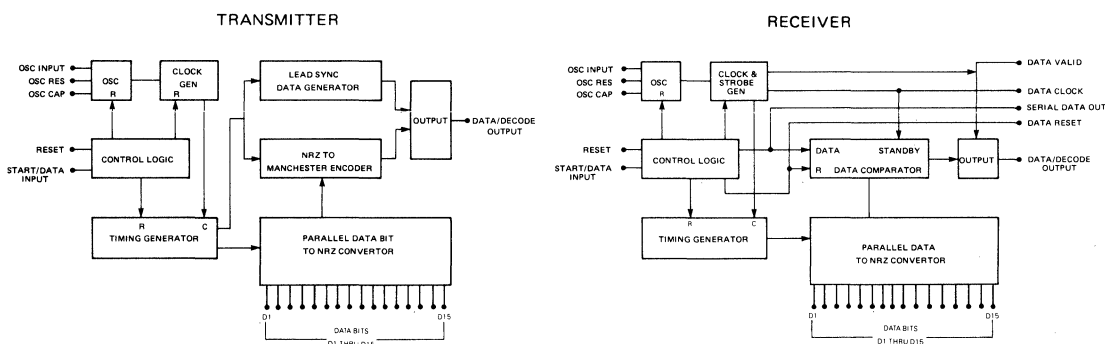 TRANSMITTER
OSC INPUT
OSC RES
OSC CAP
OSC
R
CLOCK
GEN
R
LEAD SYNC
DATA GENERATOR
OUTPUT
DATA/DECODE
OUTPUT
RESET
START/DATA
INPUT
CONTROL LOGIC
NRZ TO
MANCHESTER ENCODER
R
C
TIMING GENERATOR
PARALLEL DATA BIT
TO NRZ CONVERTOR
D1
D15
DATA BITS
D1 THRU D15
RECEIVER
OSC INPUT
OSC RES
OSC CAP
OSC
R
CLOCK &
STROBE
GEN
DATA VALID
DATA CLOCK
SERIAL DATA OUT
DATA RESET
RESET
START/DATA
INPUT
CONTROL LOGIC
DATA STANDBY
R DATA COMPARATOR
OUTPUT
DATA/DECODE
OUTPUT
R
C
TIMING GENERATOR
PARALLEL DATA
TO NRZ CONVERTOR
D1
D15
DATA BITS
D1 THRU D15